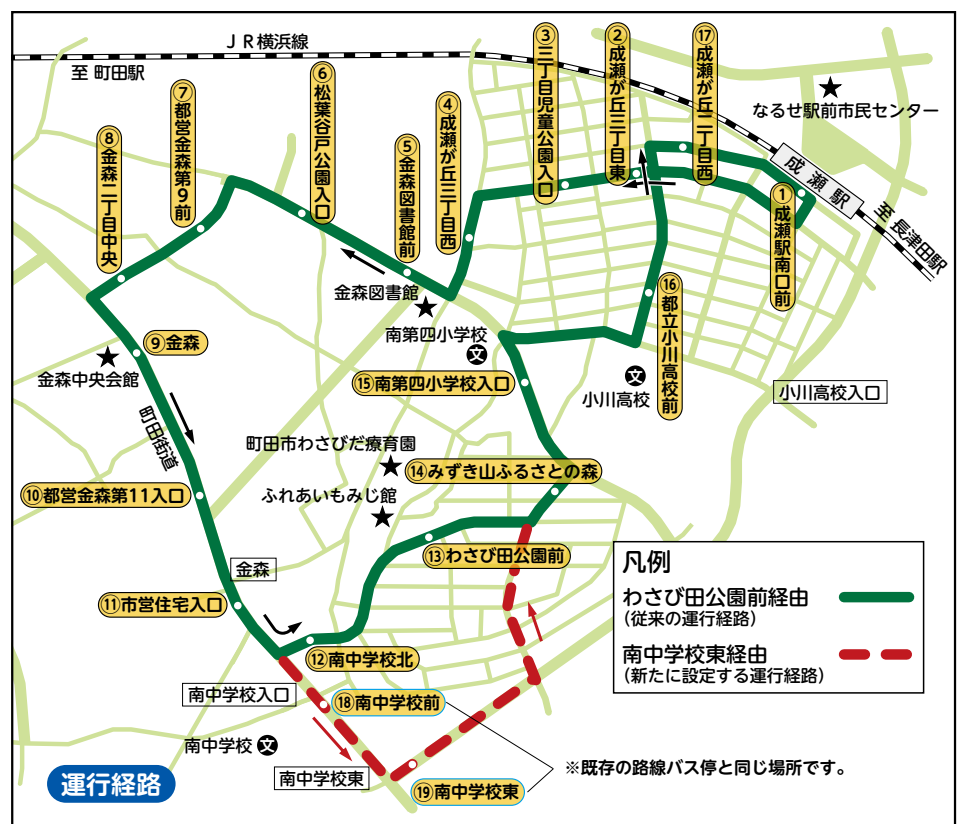 JR横浜線
至 町田駅
③三丁目児童公園入口
②成瀬が丘三丁目東
⑰成瀬が丘二丁目西
なるせ駅前市民センター
成瀬駅
至 長津田駅
①成瀬駅南口前
⑥松葉谷戸公園入口
④成瀬が丘三丁目西
⑤金森図書館前
⑦都営金森第9前
⑧金森二丁目中央
金森図書館
南第四小学校
文
⑯都立小川高校前
⑨金森
金森中央会館
⑮南第四小学校入口
文
小川高校
小川高校入口
町田街道
町田市わさびだ療育園
⑭みずき山ふるさとの森
⑩都営金森第11入口
ふれあいもみじ館
⑬わさび田公園前
金森
⑪市営住宅入口
⑫南中学校北
南中学校入口
⑱南中学校前
南中学校
文
南中学校東
⑲南中学校東
※既存の路線バス停と同じ場所です。
凡例
わさび田公園前経由
(従来の運行経路)
南中学校東経由
(新たに設定する運行経路)
運行経路